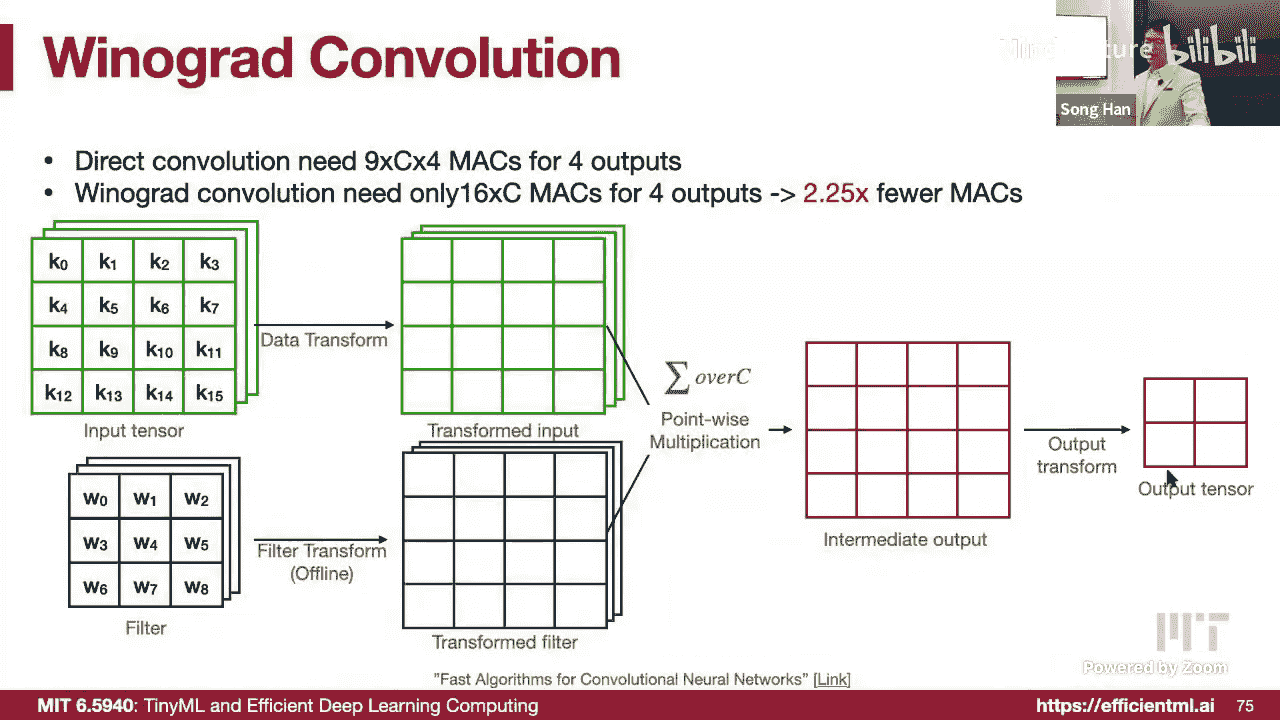 Winograd Convolution
bilibili
Song Han
• Direct convolution need 9xCx4 MACs for 4 outputs
• Winograd convolution need only16xC MACs for 4 outputs -> 2.25x fewer MACs
k0 k1 k2 k3
k4 k5 k6 k7
k8 k9 k10 k11
k12 k13 k14 k15
Input tensor
Data Transform
Transformed input
∑ overC
Point-wise
Multiplication
Output
transform
Output tensor
Intermediate output
w0 w1 w2
w3 w4 w5
w6 w7 w8
Filter
Filter Transform
(Offline)
Transformed filter
MIT
Powered by Zoom
"Fast Algorithms for Convolutional Neural Networks" [Link]
MIT 6.5940: TinyML and Efficient Deep Learning Computing
https://efficientml.ai
75